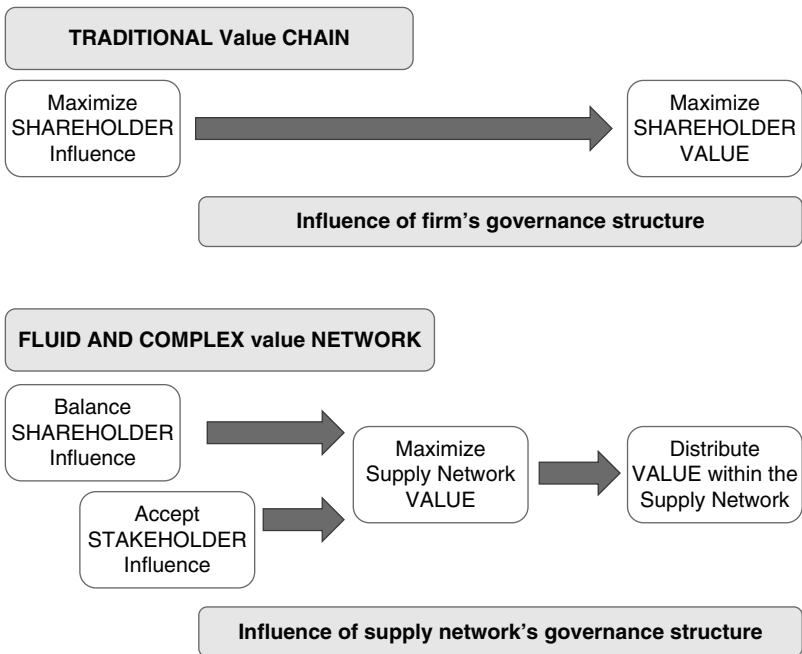 TRADITIONAL Value CHAIN
Maximize
SHAREHOLDER
Influence
Maximize
SHAREHOLDER
VALUE
Influence of firm’s governance structure
FLUID AND COMPLEX value NETWORK
Balance
SHAREHOLDER
Influence
Accept
STAKEHOLDER
Influence
Maximize
Supply Network
VALUE
Distribute
VALUE within the
Supply Network
Influence of supply network’s governance structure